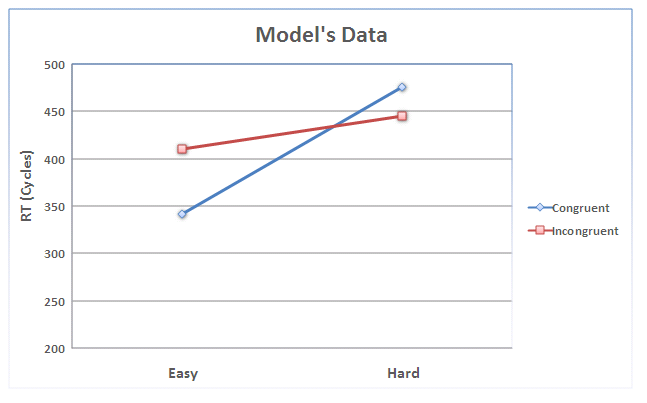 Model's Data
RT (Cycles)
500
450
400
350
300
250
200
Easy
Hard
Congruent
Incongruent